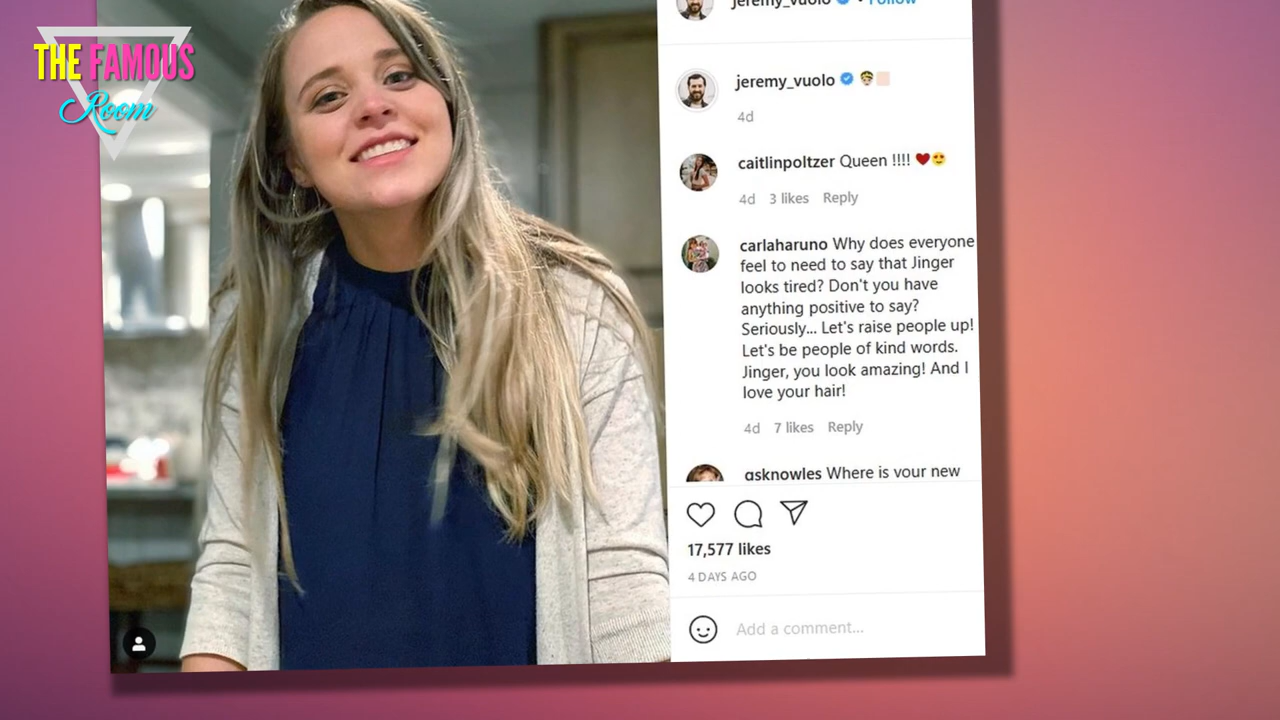 THE FAMOUS
Room
jeremy_vuolo • Follow
jeremy_vuolo
4d
caitlinpoltzer Queen !!!!
4d 3 likes Reply
carlaharuno Why does everyone
feel to need to say that Jinger
looks tired? Don't you have
anything positive to say?
Seriously... Let's raise people up!
Let's be people of kind words.
Jinger, you look amazing! And I
love your hair!
4d 7 likes Reply
gsknowles Where is your new
17,577 likes
4 DAYS AGO
Add a comment...